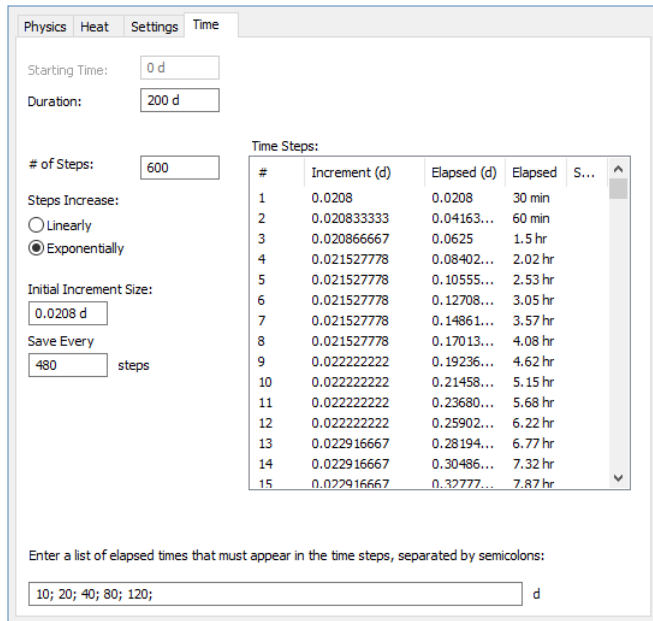 Physics Heat Settings Time
Starting Time: 0 d
Duration: 200 d
# of Steps: 600
Steps Increase:
Linearly
Exponentially
Initial Increment Size:
0.0208 d
Save Every
480 steps
Time Steps:
# Increment (d) Elapsed (d) Elapsed S...
1 0.0208 0.0208 30 min
2 0.020833333 0.04163... 60 min
3 0.020866667 0.0625 1.5 hr
4 0.021527778 0.08402... 2.02 hr
5 0.021527778 0.10555... 2.53 hr
6 0.021527778 0.12708... 3.05 hr
7 0.021527778 0.14861... 3.57 hr
8 0.021527778 0.17013... 4.08 hr
9 0.022222222 0.19236... 4.62 hr
10 0.022222222 0.21458... 5.15 hr
11 0.022222222 0.23680... 5.68 hr
12 0.022222222 0.25902... 6.22 hr
13 0.022916667 0.28194... 6.77 hr
14 0.022916667 0.30486... 7.32 hr
15 0.022916667 0.32777... 7.87 hr
Enter a list of elapsed times that must appear in the time steps, separated by semicolons:
10; 20; 40; 80; 120; d